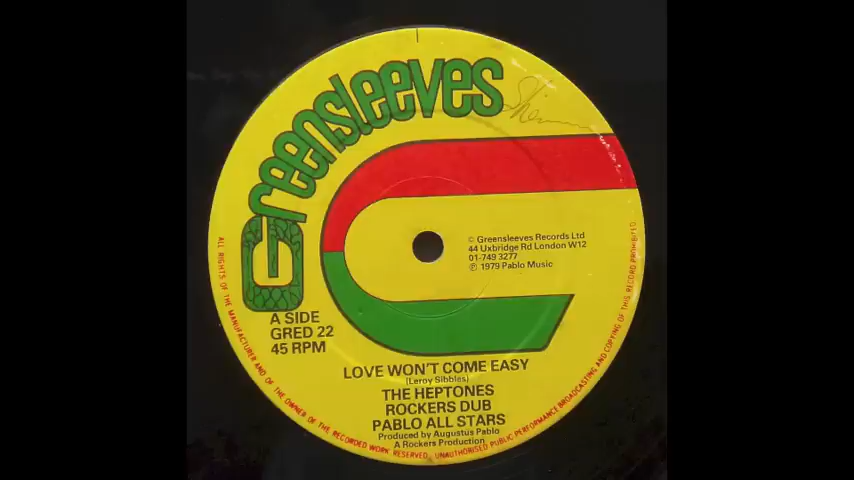 Greensleeves
© Greensleeves Records Ltd
44 Uxbridge Rd London W12
01-749 3277
℗ 1979 Pablo Music
A SIDE
GRED 22
45 RPM
LOVE WON'T COME EASY
(Leroy Sibbles)
THE HEPTONES
ROCKERS DUB
PABLO ALL STARS
Produced by Augustus Pablo
A Rockers Production
ALL RIGHTS OF THE MANUFACTURER AND OF THE OWNER OF THE RECORDED WORK RESERVED. UNAUTHORISED PUBLIC PERFORMANCE BROADCASTING AND COPYING OF THIS RECORD PROHIBITED